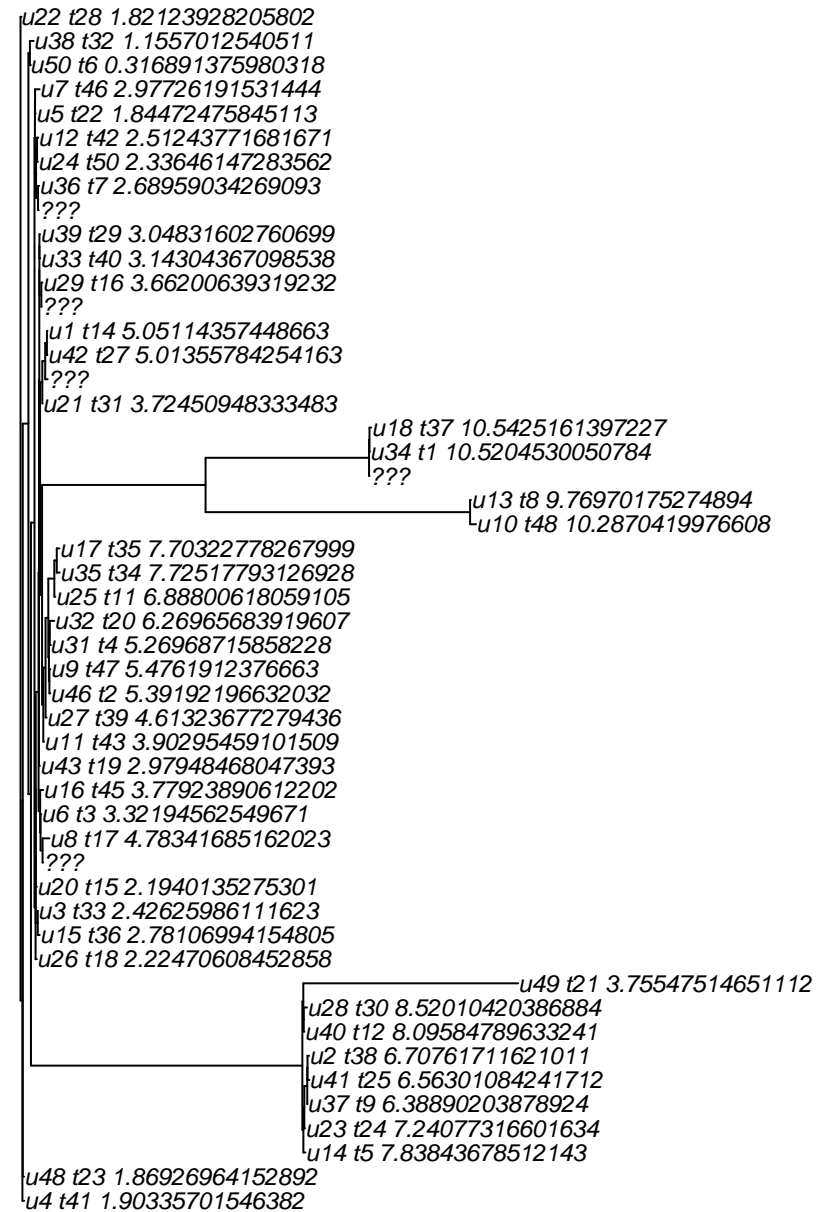 u22 t28 1.82123928205802
u38 t32 1.1557012540511
u50 t6 0.316891375980318
u7 t46 2.97726191531444
u5 t22 1.84472475845113
u12 t42 2.51243771681671
u24 t50 2.33646147283562
u36 t7 2.68959034269093
???
u39 t29 3.04831602760699
u33 t40 3.14304367098538
u29 t16 3.66200639319232
???
u1 t14 5.05114357448663
u42 t27 5.01355784254163
???
u21 t31 3.72450948333483
u18 t37 10.5425161397227
u34 t1 10.5204530050784
???
u13 t8 9.76970175274894
u10 t48 10.2870419976608
u17 t35 7.70322778267999
u35 t34 7.72517793126928
u25 t11 6.88800618059105
u32 t20 6.26965683919607
u31 t4 5.26968715858228
u9 t47 5.4761912376663
u46 t2 5.39192196632032
u27 t39 4.61323677279436
u11 t43 3.90295459101509
u43 t19 2.97948468047393
u16 t45 3.77923890612202
u6 t3 3.32194562549671
u8 t17 4.78341685162023
???
u20 t15 2.1940135275301
u3 t33 2.42625986111623
u15 t36 2.78106994154805
u26 t18 2.22470608452858
u49 t21 3.75547514651112
u28 t30 8.52010420386884
u40 t12 8.09584789633241
u2 t38 6.70761711621011
u41 t25 6.56301084241712
u37 t9 6.38890203878924
u23 t24 7.24077316601634
u14 t5 7.83843678512143
u48 t23 1.86926964152892
u4 t41 1.90335701546382